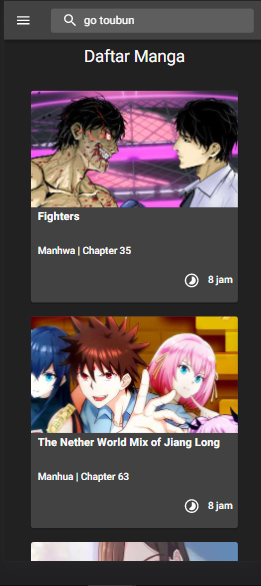 go toubun
Daftar Manga
Fighters
Manhwa | Chapter 35
8 jam
The Nether World Mix of Jiang Long
Manhua | Chapter 63
8 jam